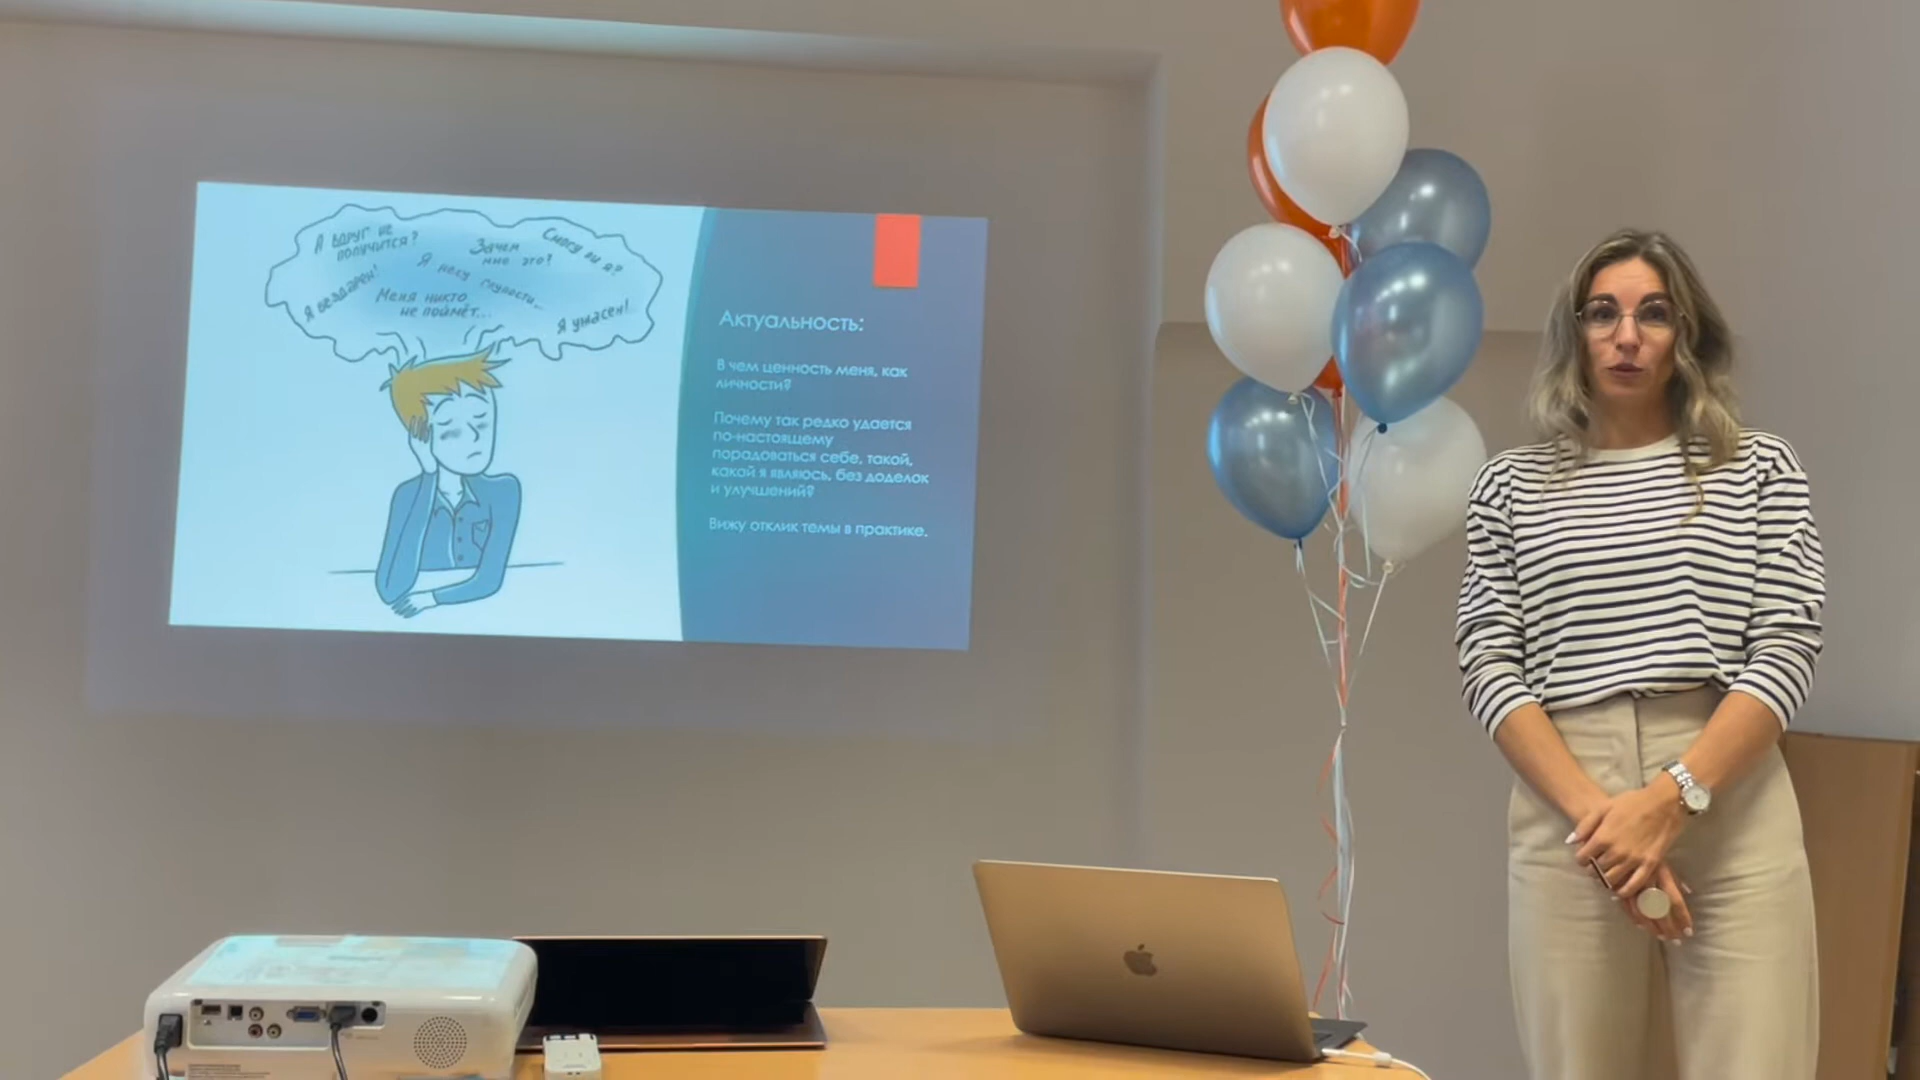 А вдруг не
получится?
Зачем
мне это?
Смогу ли я?
Я несу глупости...
Я бездарен!
Меня никто
не поймёт...
Я ужасен!
Актуальность:
В чем ценность меня, как
личности?
Почему так редко удается
по-настоящему
порадоваться себе, такой,
какой я являюсь, без доделок
и улучшений?
Вижу отклик темы в практике.